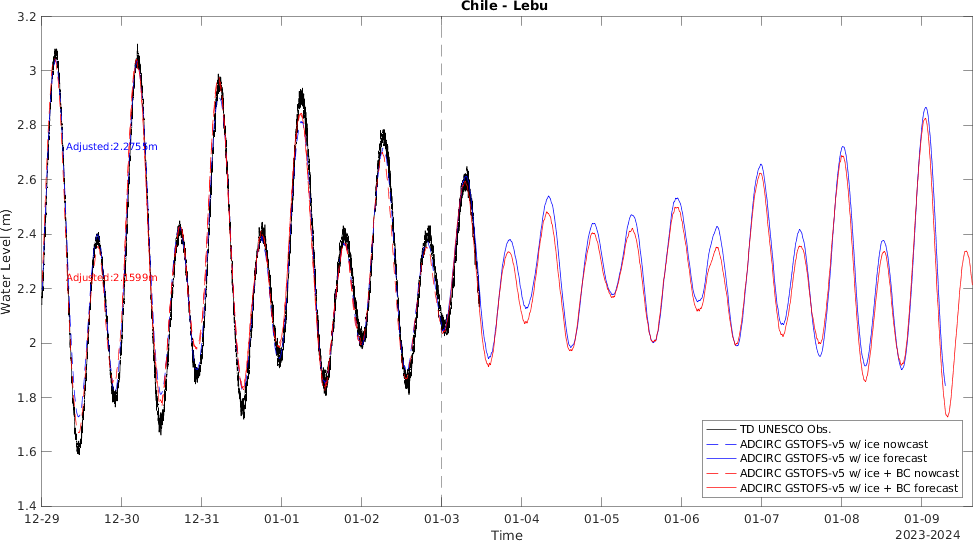 Chile - Lebu
3.2
3
2.8
2.6
2.4
2.2
2
1.8
1.6
1.4
Water Level (m)
Adjusted:2.2755m
Adjusted:2.1599m
TD UNESCO Obs.
ADCIRC GSTOFS-v5 w/ ice nowcast
ADCIRC GSTOFS-v5 w/ ice forecast
ADCIRC GSTOFS-v5 w/ ice + BC nowcast
ADCIRC GSTOFS-v5 w/ ice + BC forecast
12-29 12-30 12-31 01-01 01-02 01-03 01-04 01-05 01-06 01-07 01-08 01-09
Time
2023-2024